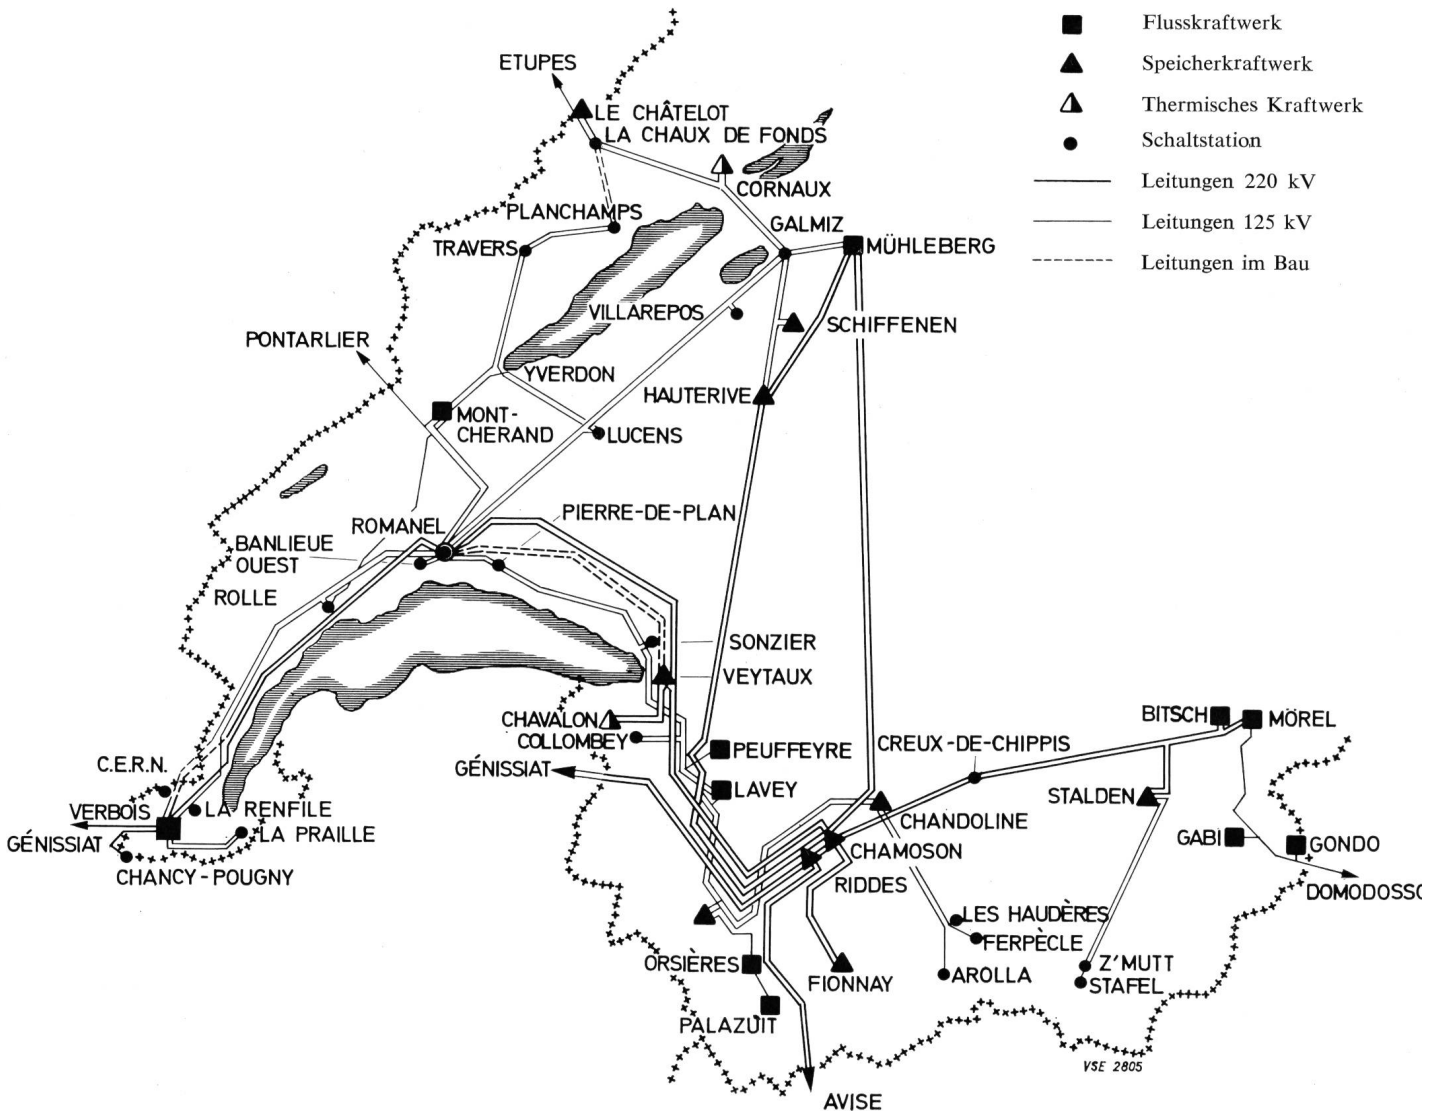 Flusskraftwerk
Speicherkraftwerk
Thermisches Kraftwerk
Schaltstation
Leitungen 220 kV
Leitungen 125 kV
Leitungen im Bau
ETUPES
LE CHÂTELOT
LA CHAUX DE FONDS
CORNAUX
PLANCHAMPS
GALMIZ
TRAVERS
MÜHLEBERG
VILLAREPOS
SCHIFFENEN
PONTARLIER
YVERDON
HAUTERIVE
MONT-
CHERAND
LUCENS
PIERRE-DE-PLAN
ROMANEL
BANLIEUE
OUEST
ROLLE
SONZIER
VEYTAUX
CHAVALON
COLLOMBEY
PEUFFEYRE
CREUX-DE-CHIPPIS
BITSCH
MÖREL
GÉNISSIAT
C.E.R.N.
LAVEY
STALDEN
VERBOIS
LA RENFILE
CHANDOLINE
LA PRAILLE
GABI
GONDO
GÉNISSIAT
CHAMOSON
CHANCY-POUGNY
RIDDES
DOMODOSSO
LES HAUDÈRES
FERPÈCLE
ORSIÈRES
FIONNAY
AROLLA
Z'MUTT
STAFEL
PALAZUIT
VSE 2805
AVISE